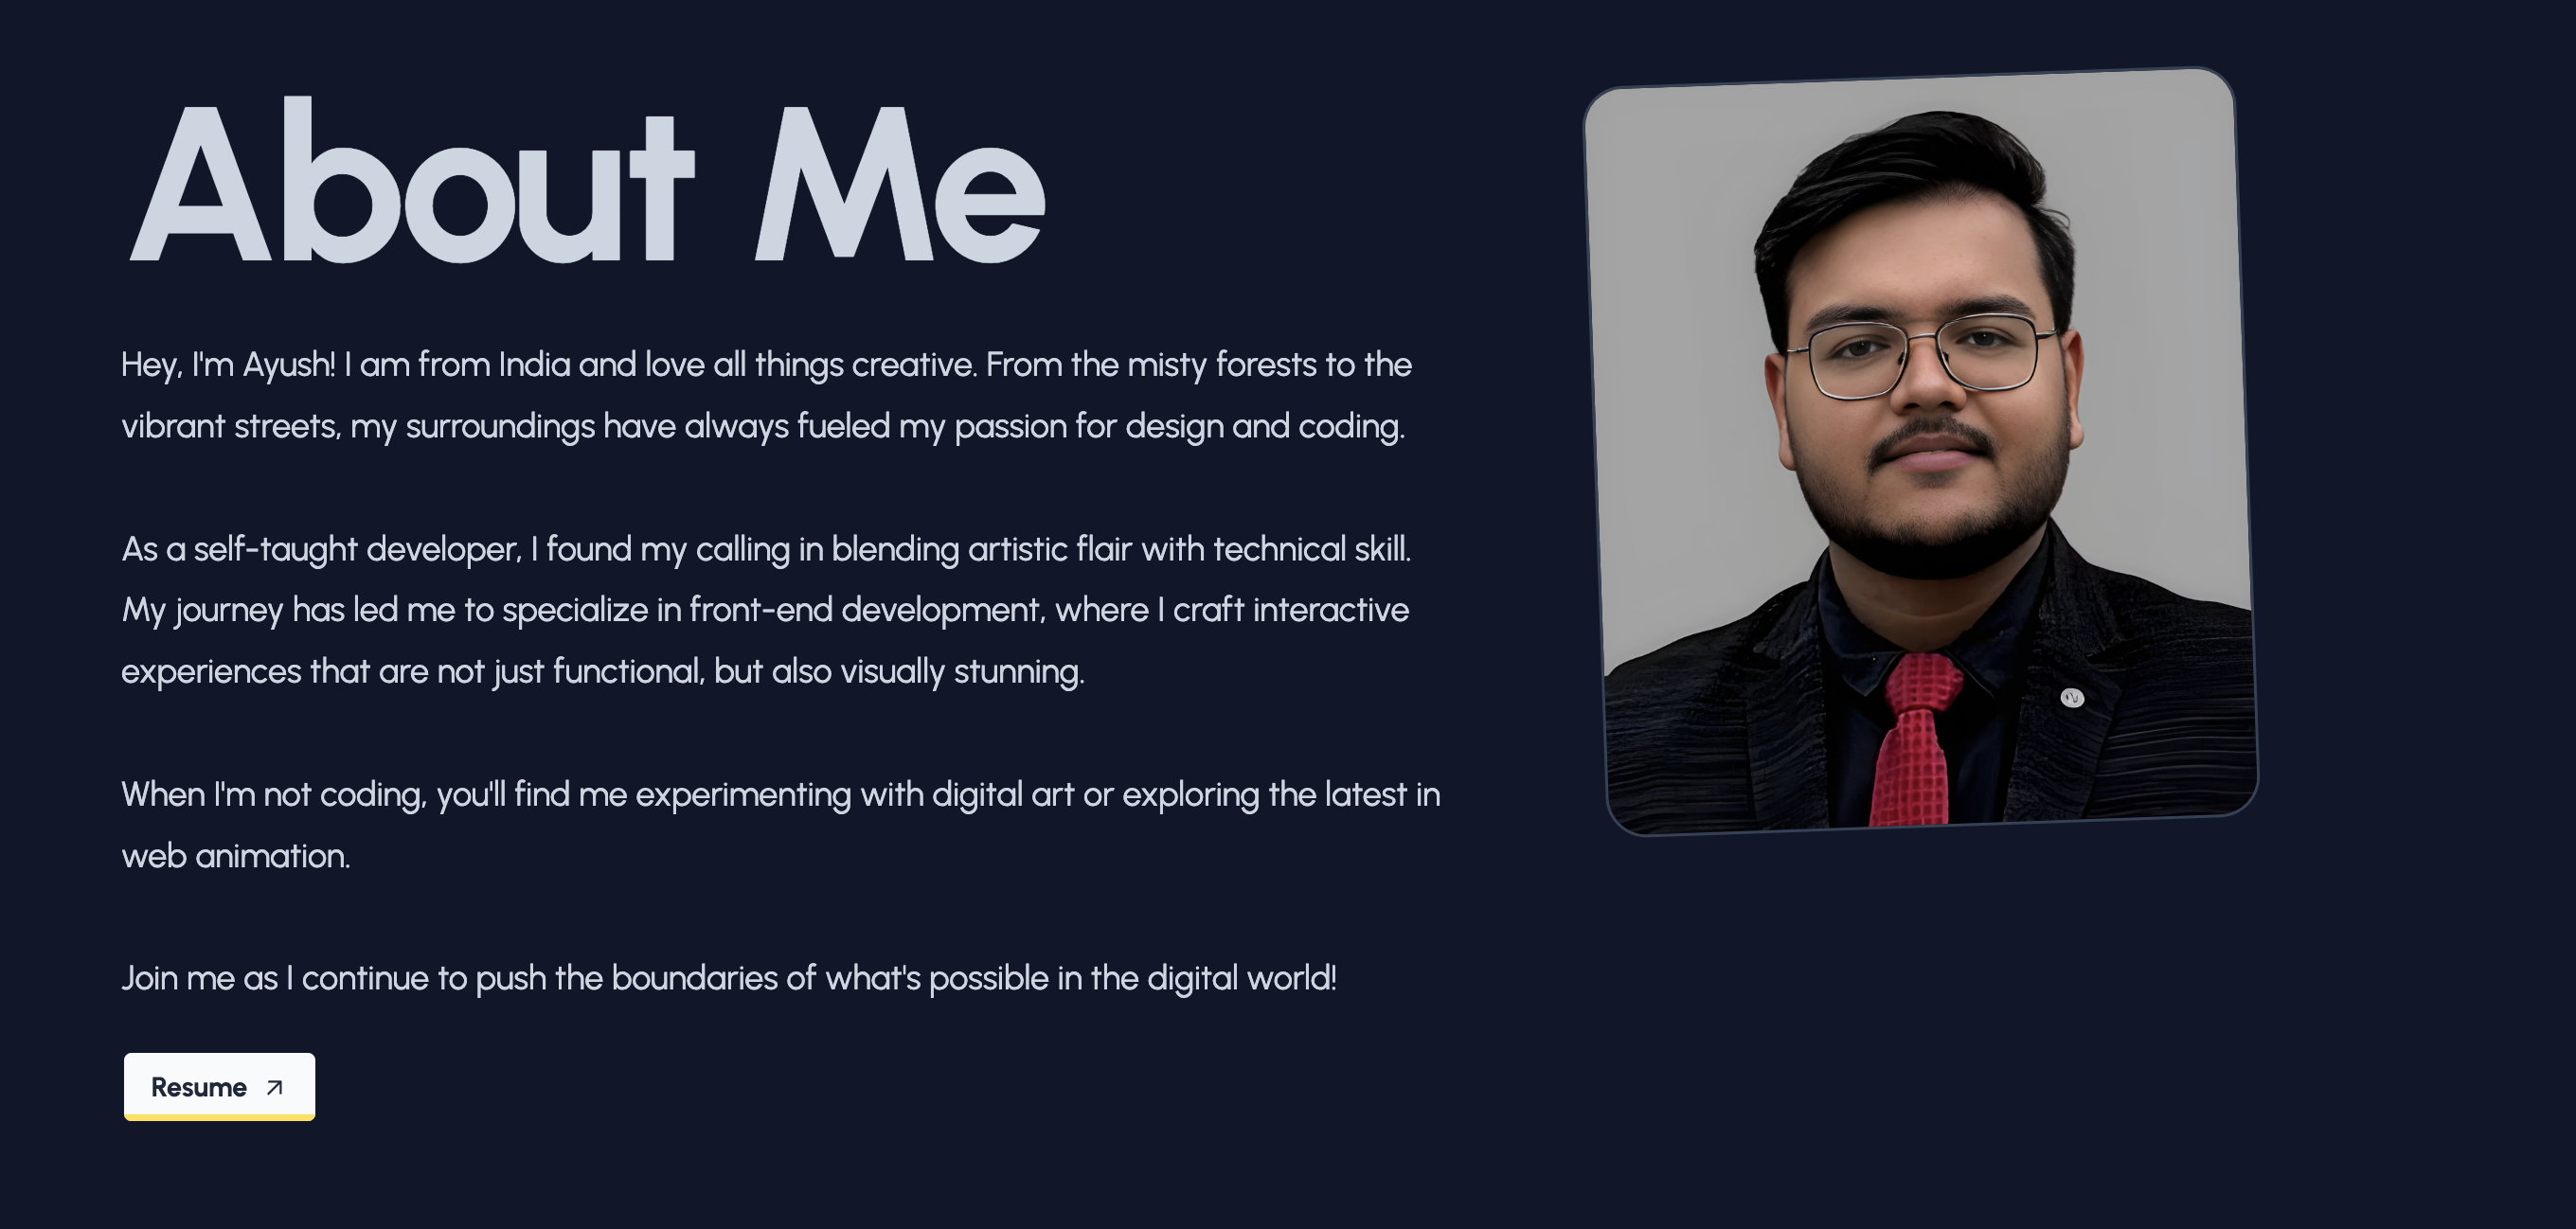 About Me
Hey, I'm Ayush! I am from India and love all things creative. From the misty forests to the
vibrant streets, my surroundings have always fueled my passion for design and coding.
As a self-taught developer, I found my calling in blending artistic flair with technical skill.
My journey has led me to specialize in front-end development, where I craft interactive
experiences that are not just functional, but also visually stunning.
When I'm not coding, you'll find me experimenting with digital art or exploring the latest in
web animation.
Join me as I continue to push the boundaries of what's possible in the digital world!
Resume